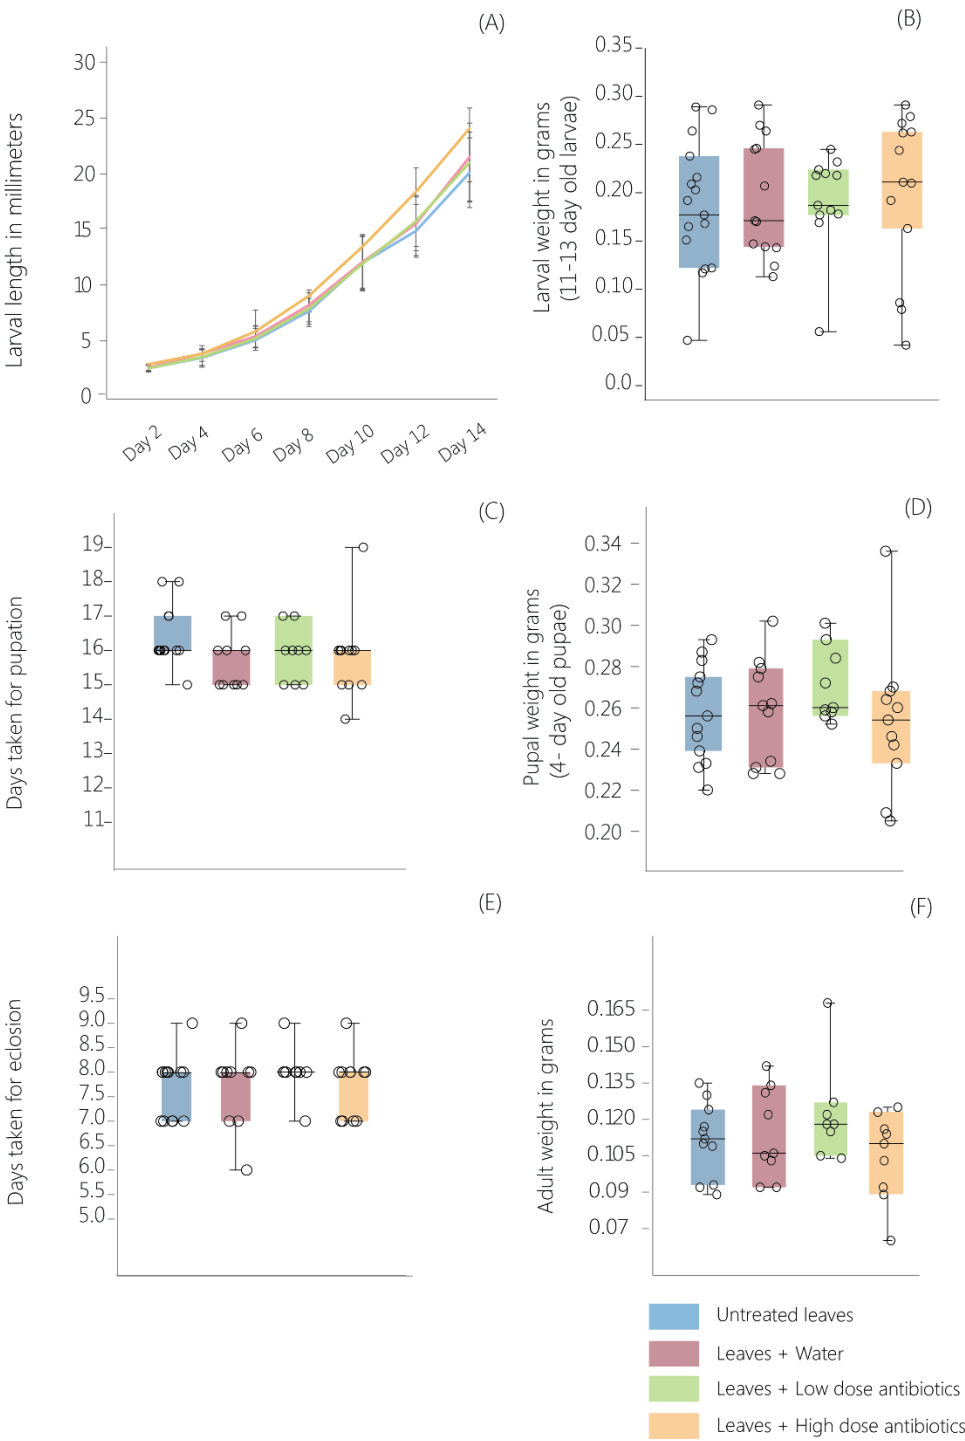 (A)
Larval length in millimeters
30
25
20
15
10
5
0
Day 2
Day 4
Day 6
Day 8
Day 10
Day 12
Day 14
(B)
Larval weight in grams
(11-13 day old larvae)
0.35
0.30
0.25
0.20
0.15
0.10
0.05
0.0
(C)
Days taken for pupation
19
18
17
16
15
14
13
12
11
(D)
Pupal weight in grams
(4- day old pupae)
0.34
0.32
0.30
0.28
0.26
0.24
0.22
0.20
(E)
Days taken for eclosion
9.5
9.0
8.5
8.0
7.5
7.0
6.5
6.0
5.5
5.0
(F)
Adult weight in grams
0.165
0.150
0.135
0.120
0.105
0.09
0.07
Untreated leaves
Leaves + Water
Leaves + Low dose antibiotics
Leaves + High dose antibiotics